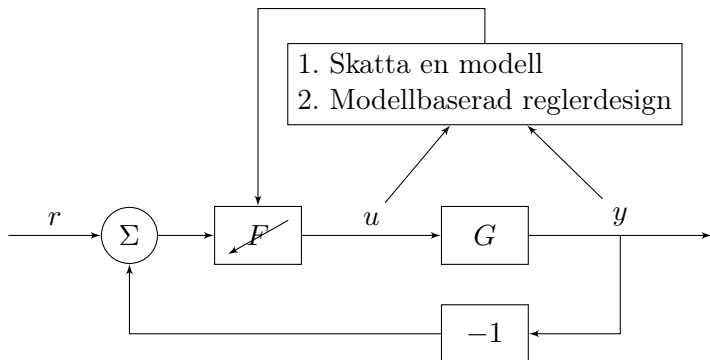 1. Skatta en modell
2. Modellbaserad reglerdesign
r
Σ
F
u
G
y
−1